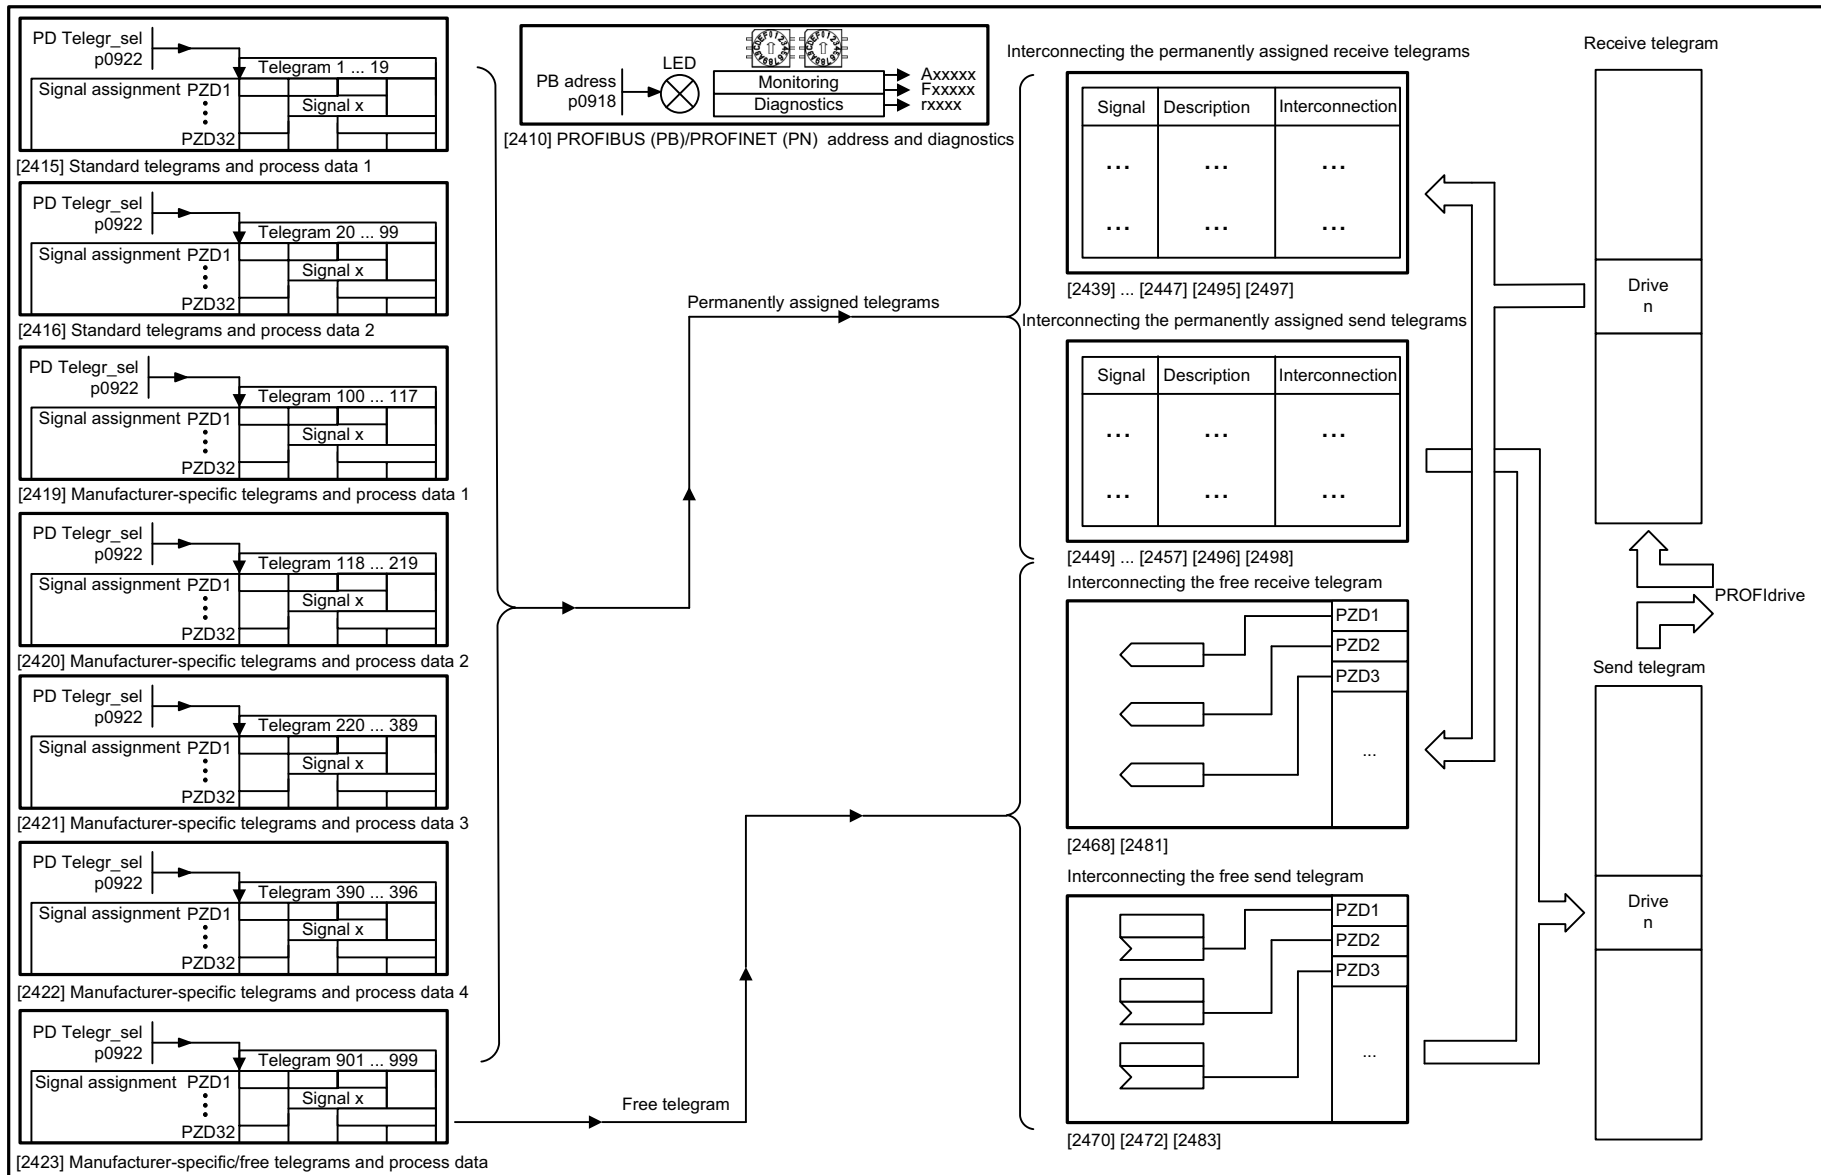 PD Telegr_sel
p0922
Telegram 1 ... 19
Signal assignment PZD1
Signal x
PZD32
[2415] Standard telegrams and process data 1
PD Telegr_sel
p0922
Telegram 20 ... 99
Signal assignment PZD1
Signal x
PZD32
[2416] Standard telegrams and process data 2
PD Telegr_sel
p0922
Telegram 100 ... 117
Signal assignment PZD1
Signal x
PZD32
[2419] Manufacturer-specific telegrams and process data 1
PD Telegr_sel
p0922
Telegram 118 ... 219
Signal assignment PZD1
Signal x
PZD32
[2420] Manufacturer-specific telegrams and process data 2
PD Telegr_sel
p0922
Telegram 220 ... 389
Signal assignment PZD1
Signal x
PZD32
[2421] Manufacturer-specific telegrams and process data 3
PD Telegr_sel
p0922
Telegram 390 ... 396
Signal assignment PZD1
Signal x
PZD32
[2422] Manufacturer-specific telegrams and process data 4
PD Telegr_sel
p0922
Telegram 901 ... 999
Signal assignment PZD1
Signal x
PZD32
[2423] Manufacturer-specific/free telegrams and process data
PB adress
p0918
LED
Monitoring
Diagnostics
Axxxxx
Fxxxxx
rxxxx
[2410] PROFIBUS (PB)/PROFINET (PN) address and diagnostics
Permanently assigned telegrams
Free telegram
Interconnecting the permanently assigned receive telegrams
Signal Description Interconnection
... ... ...
... ... ...
[2439] ... [2447] [2495] [2497]
Interconnecting the permanently assigned send telegrams
Signal Description Interconnection
... ... ...
... ... ...
[2449] ... [2457] [2496] [2498]
Interconnecting the free receive telegram
PZD1
PZD2
PZD3
...
[2468] [2481]
Interconnecting the free send telegram
PZD1
PZD2
PZD3
...
[2470] [2472] [2483]
Receive telegram
Drive
n
PROFIdrive
Send telegram
Drive
n